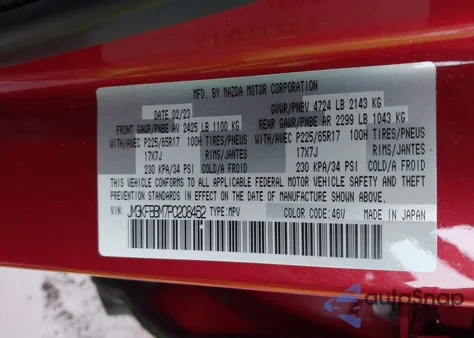 MFD. BY MAZDA MOTOR CORPORATION
DATE 02/23 GVWR/PNBV 4724 LB 2143 KG
FRONT GAWR/PNBE AV 2425 LB 1100 KG REAR GAWR/PNBE AR 2299 LB 1043 KG
WITH/AVEC P225/65R17 100H TIRES/PNEUS WITH/AVEC P225/65R17 100H TIRES/PNEUS
17X7J RIMS/JANTES 17X7J RIMS/JANTES
230 KPA/34 PSI COLD/A FROID 230 KPA/34 PSI COLD/A FROID
THIS VEHICLE CONFORMS TO ALL APPLICABLE FEDERAL MOTOR VEHICLE SAFETY AND THEFT
PREVENTION STANDARDS IN EFFECT ON THE DATE OF MANUFACTURE SHOWN ABOVE.
VIN: JM3KFBBM7P0208452 TYPE:MPV COLOR CODE:46V MADE IN JAPAN
autoSnap